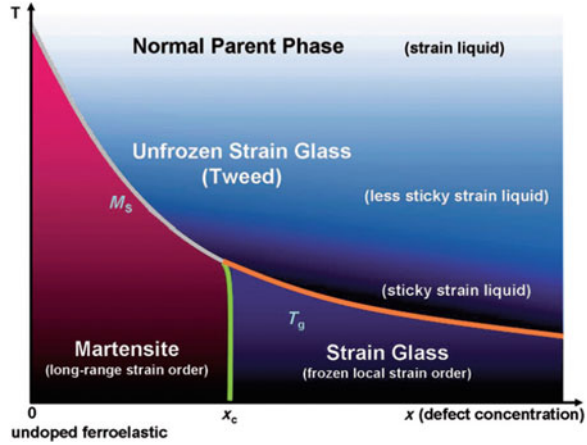 T
Normal Parent Phase (strain liquid)
Unfrozen Strain Glass
(Tweed)
(less sticky strain liquid)
Ms
(sticky strain liquid)
Tg
Martensite
(long-range strain order)
Strain Glass
(frozen local strain order)
0
xc
x (defect concentration)
undoped ferroelastic